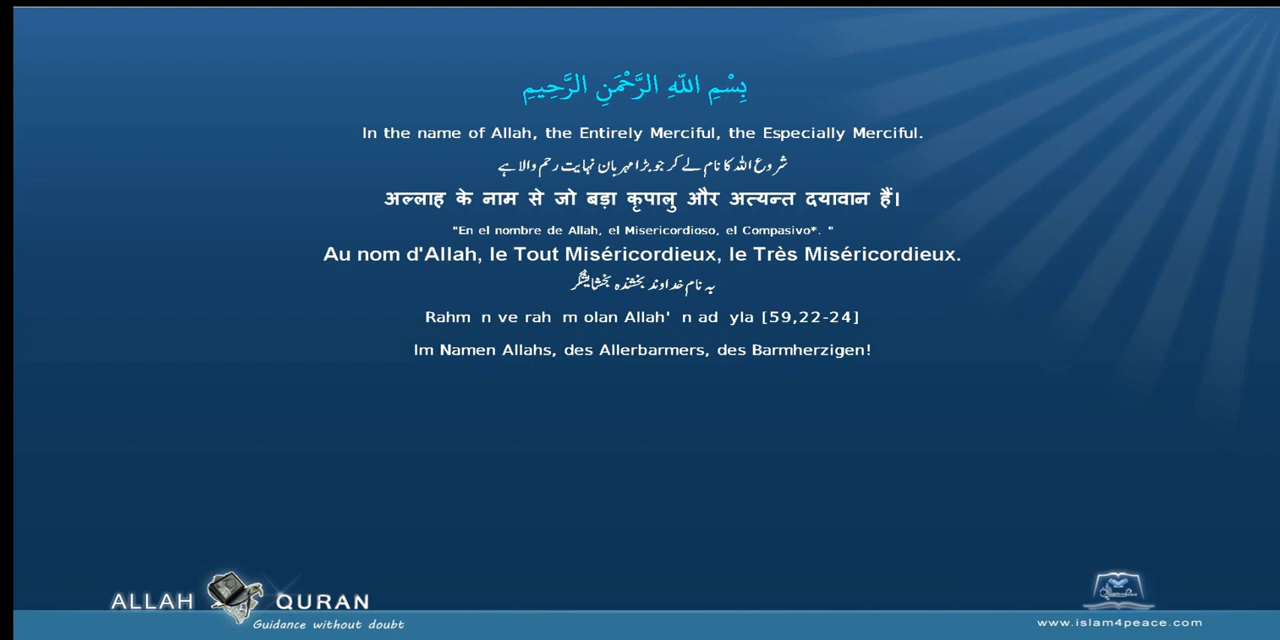 بِسْمِ اللّٰهِ الرَّحْمَنِ الرَّحِيمِ
In the name of Allah, the Entirely Merciful, the Especially Merciful.
شروع اللہ کا نام لے کر جو بڑا مہربان نہایت رحم والا ہے
अल्लाह के नाम से जो बड़ा कृपालु और अत्यन्त दयावान हैं।
"En el nombre de Allah, el Misericordioso, el Compasivo*. "
Au nom d'Allah, le Tout Miséricordieux, le Très Miséricordieux.
به نام خداوند بخشنده بخشایشگر
Rahm n ve rah m olan Allah' n ad yla [59,22-24]
Im Namen Allahs, des Allerbarmers, des Barmherzigen!
ALLAH QURAN
Guidance without doubt
www.islam4peace.com